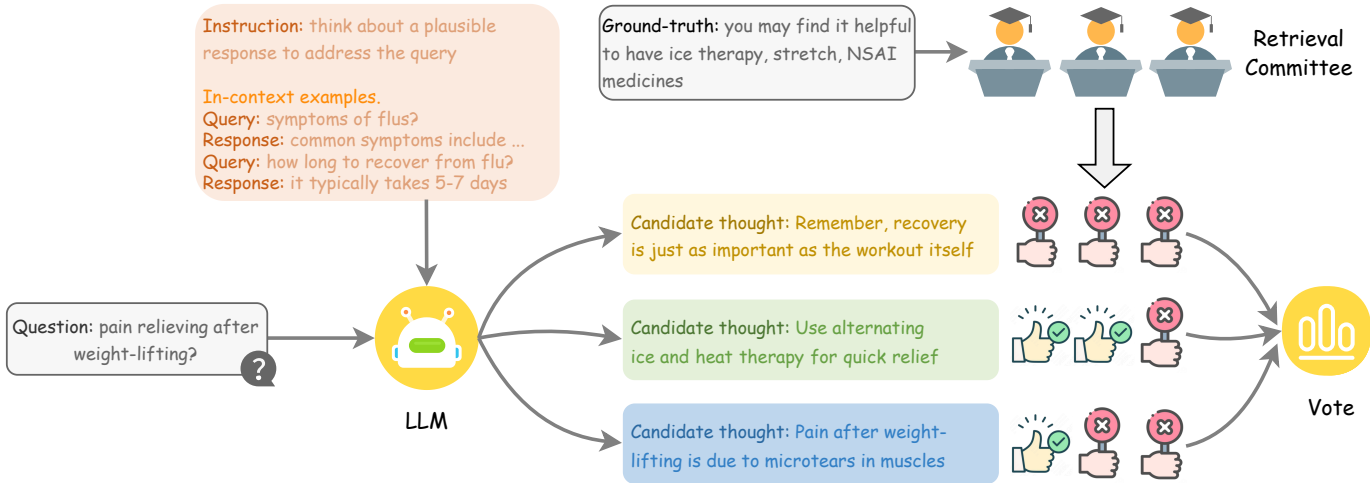 Instruction: think about a plausible
response to address the query
In-context examples.
Query: symptoms of flus?
Response: common symptoms include ...
Query: how long to recover from flu?
Response: it typically takes 5-7 days
Ground-truth: you may find it helpful
to have ice therapy, stretch, NSAI
medicines
Retrieval
Committee
Question: pain relieving after
weight-lifting?
?
LLM
Candidate thought: Remember, recovery
is just as important as the workout itself
Candidate thought: Use alternating
ice and heat therapy for quick relief
Candidate thought: Pain after weight-
lifting is due to microtears in muscles
Vote